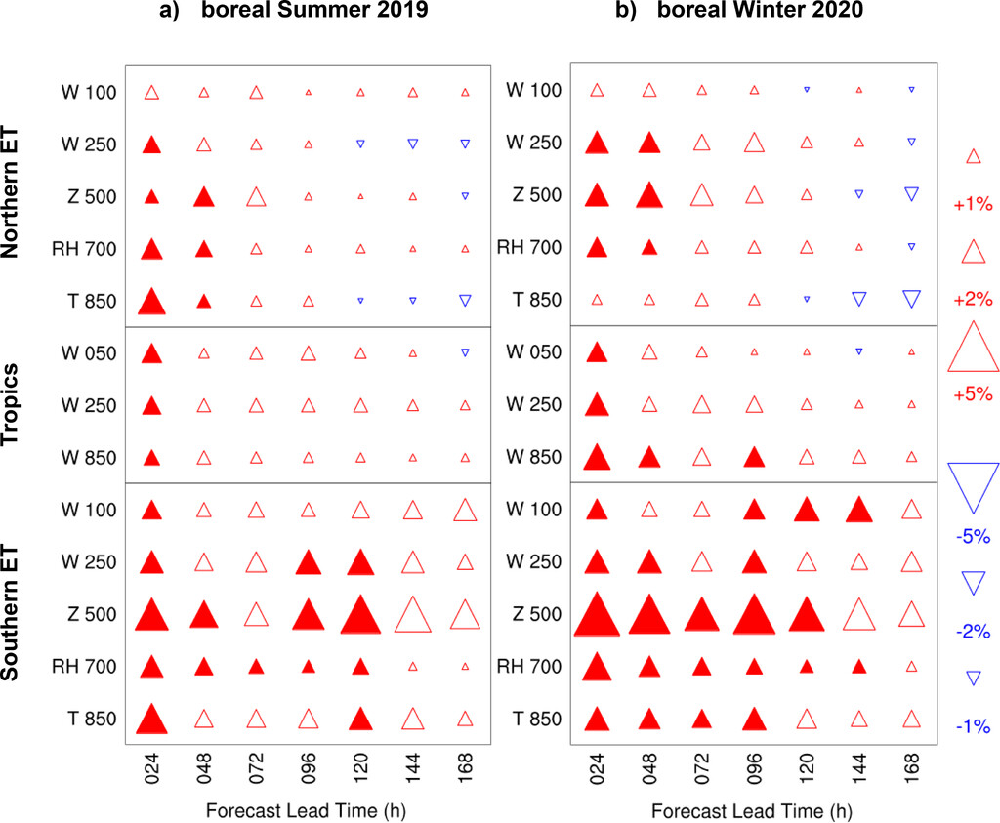 a) boreal Summer 2019
b) boreal Winter 2020
Northern ET
W 100
W 250
Z 500
RH 700
T 850
Tropics
W 050
W 250
W 850
Southern ET
W 100
W 250
Z 500
RH 700
T 850
024 048 072 096 120 144 168
Forecast Lead Time (h)
W 100
W 250
Z 500
RH 700
T 850
W 050
W 250
W 850
W 100
W 250
Z 500
RH 700
T 850
024 048 072 096 120 144 168
Forecast Lead Time (h)
+1%
+2%
+5%
-5%
-2%
-1%